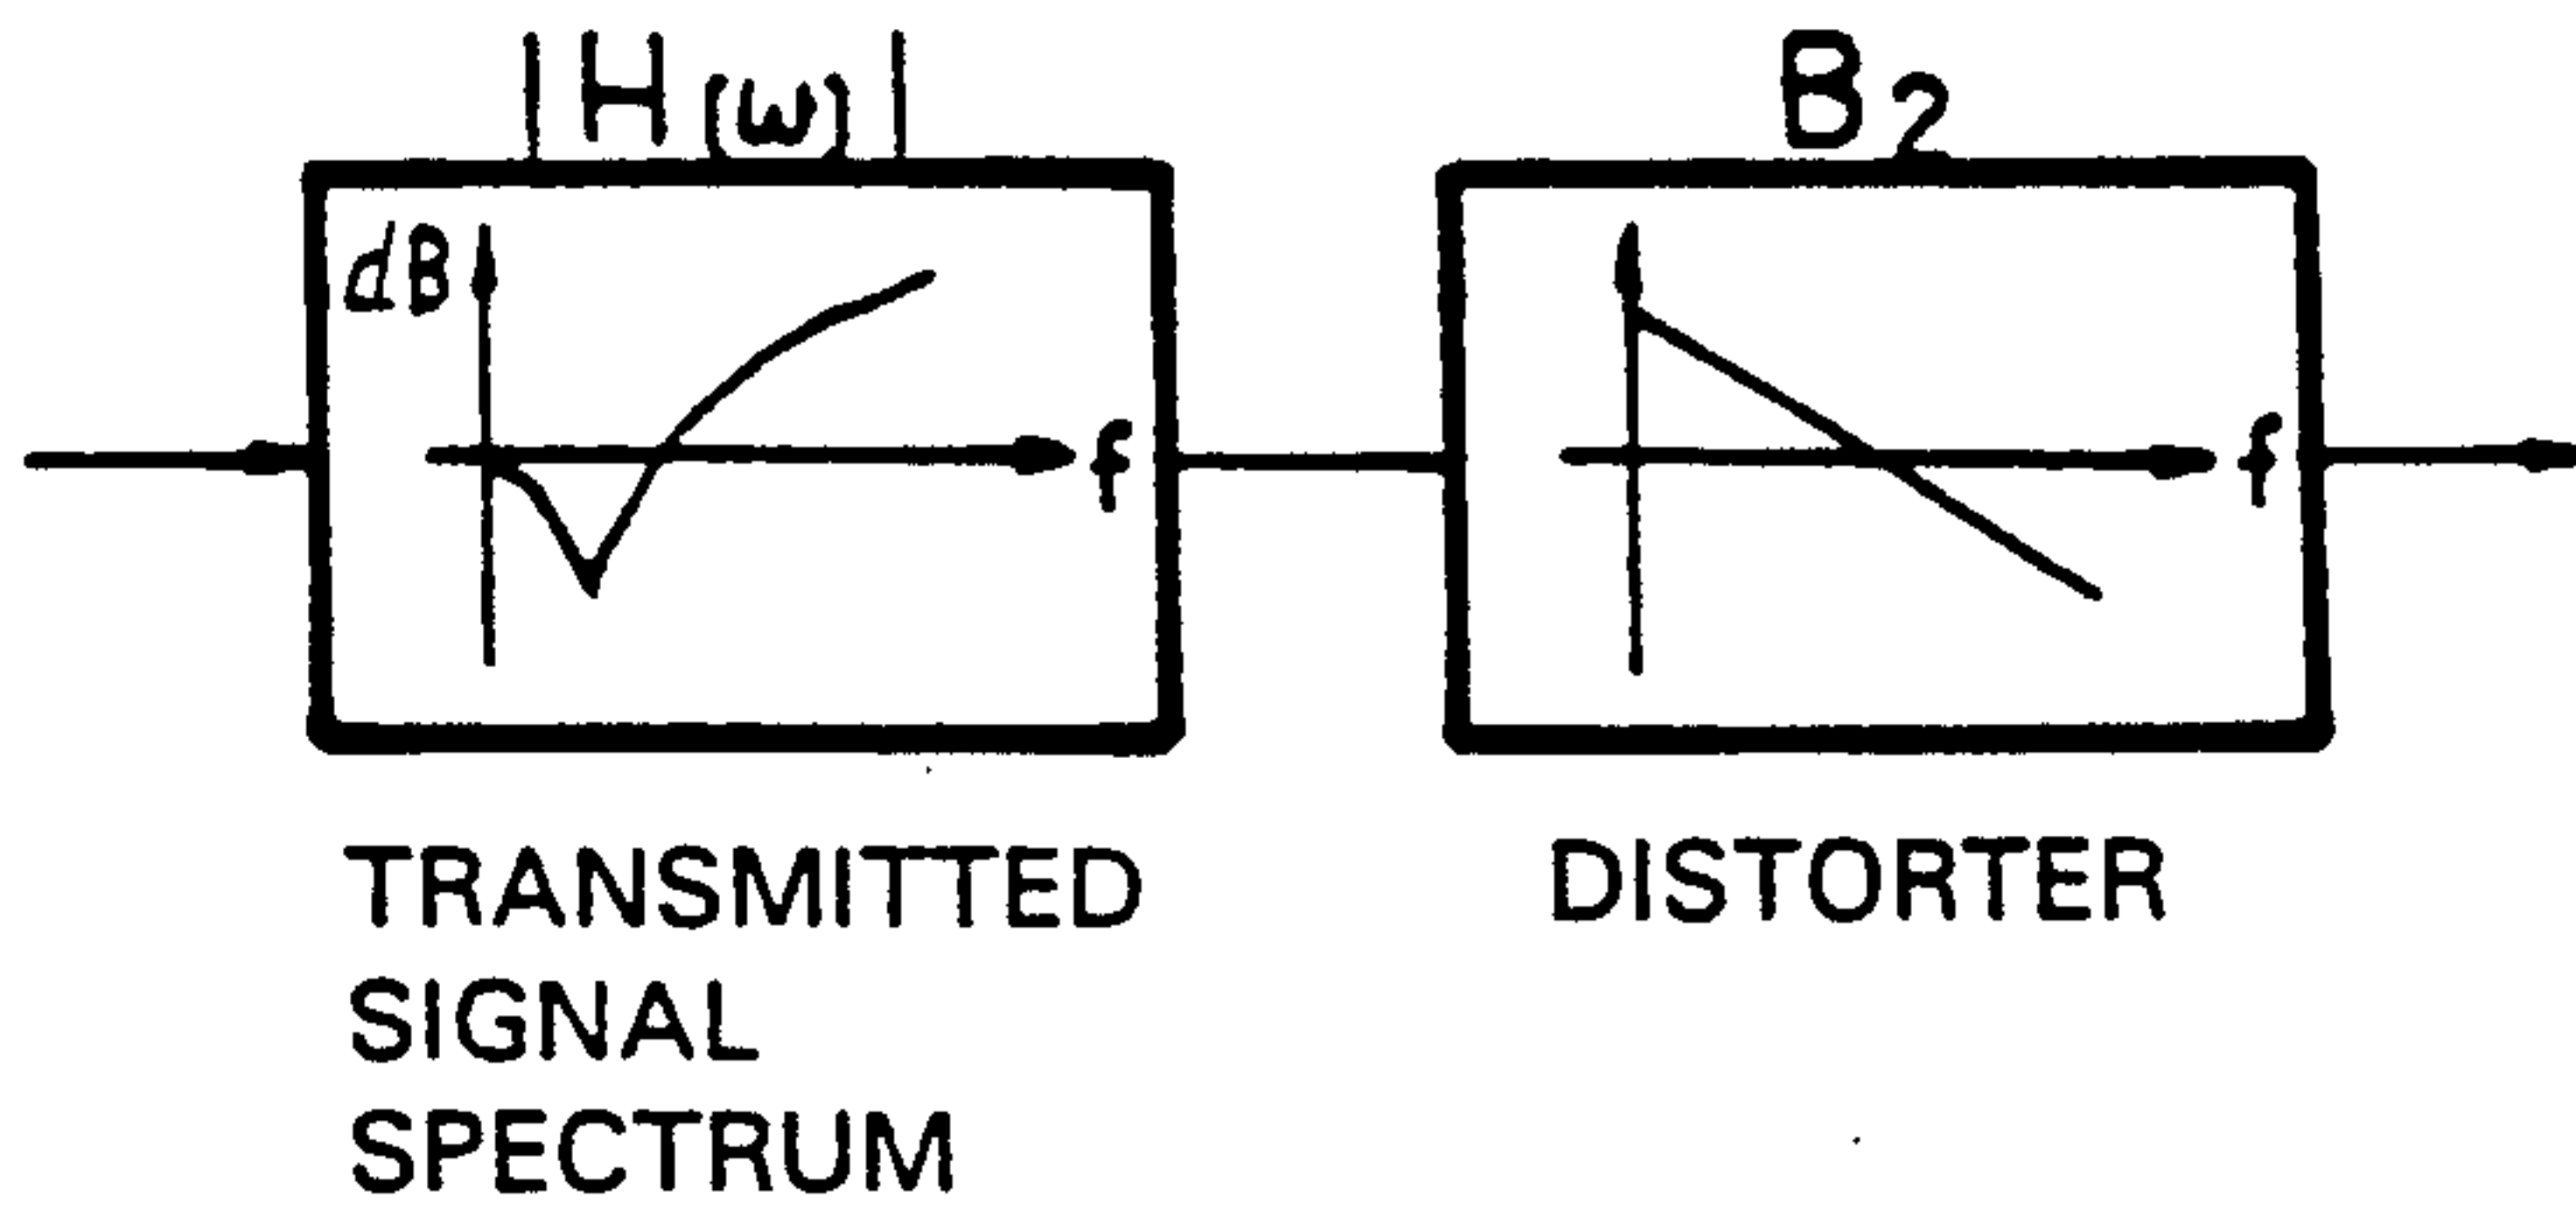 |H(ω)|
B2
dB
f
f
TRANSMITTED
SIGNAL
SPECTRUM
DISTORTER